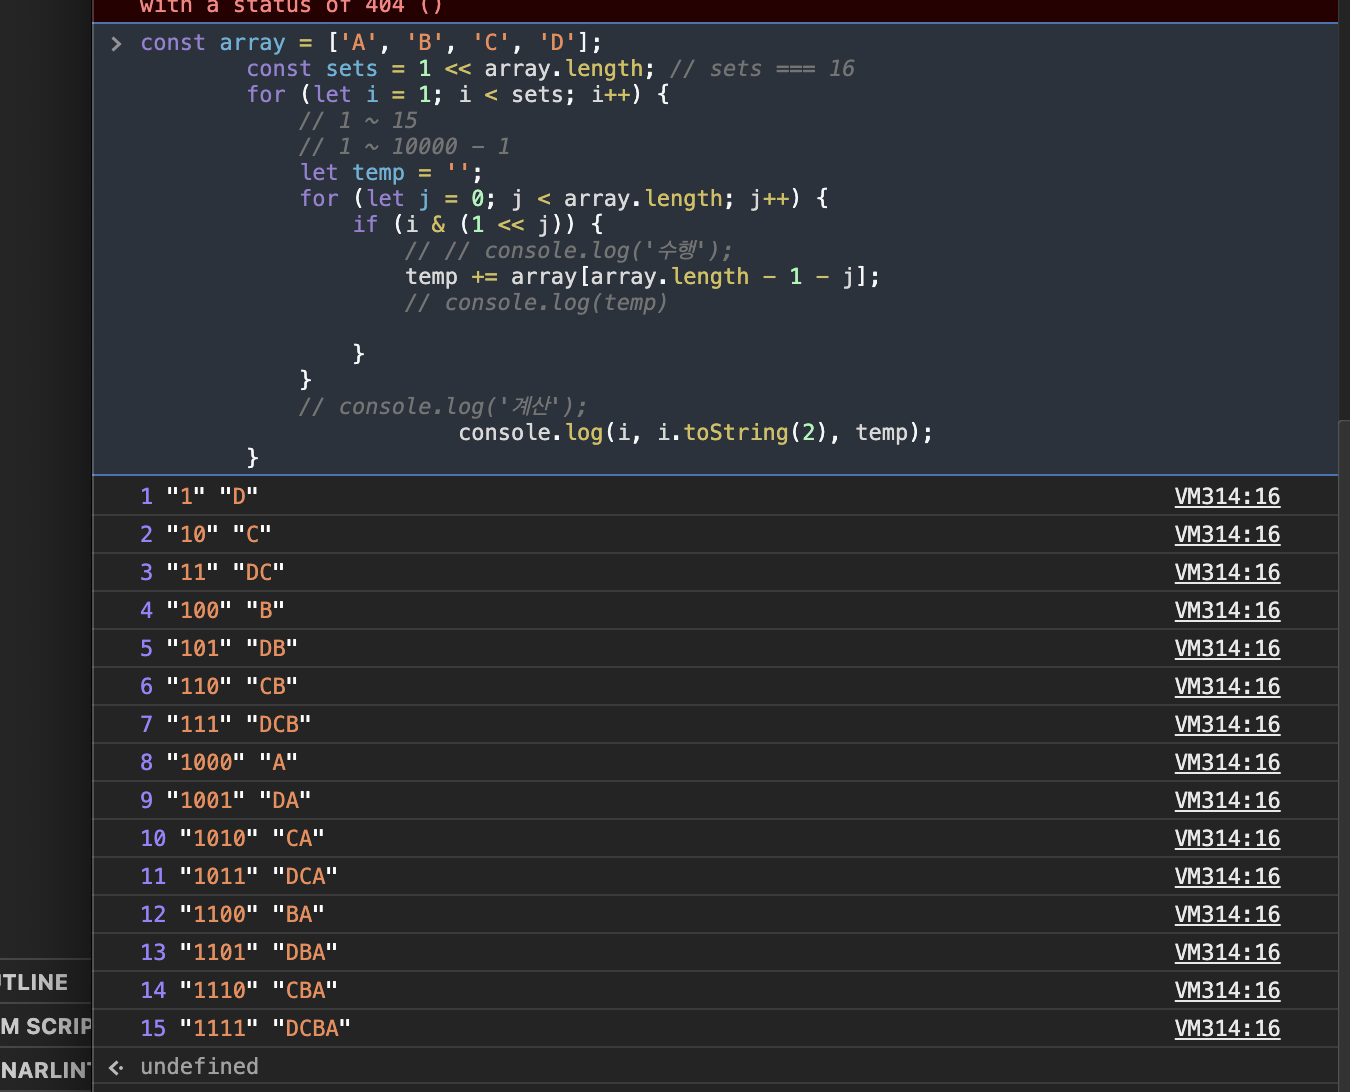 with a status of 404 ()
> const array = ['A', 'B', 'C', 'D'];
const sets = 1 << array.length; // sets === 16
for (let i = 1; i < sets; i++) {
// 1 ~ 15
// 1 ~ 10000 - 1
let temp = '';
for (let j = 0; j < array.length; j++) {
if (i & (1 << j)) {
// // console.log('수행');
temp += array[array.length - 1 - j];
// console.log(temp)
}
}
// console.log('계산');
console.log(i, i.toString(2), temp);
}
1 "1" "D" VM314:16
2 "10" "C" VM314:16
3 "11" "DC" VM314:16
4 "100" "B" VM314:16
5 "101" "DB" VM314:16
6 "110" "CB" VM314:16
7 "111" "DCB" VM314:16
8 "1000" "A" VM314:16
9 "1001" "DA" VM314:16
10 "1010" "CA" VM314:16
11 "1011" "DCA" VM314:16
12 "1100" "BA" VM314:16
13 "1101" "DBA" VM314:16
14 "1110" "CBA" VM314:16
15 "1111" "DCBA" VM314:16
undefined
TLINE
M SCRIP
NARLIN